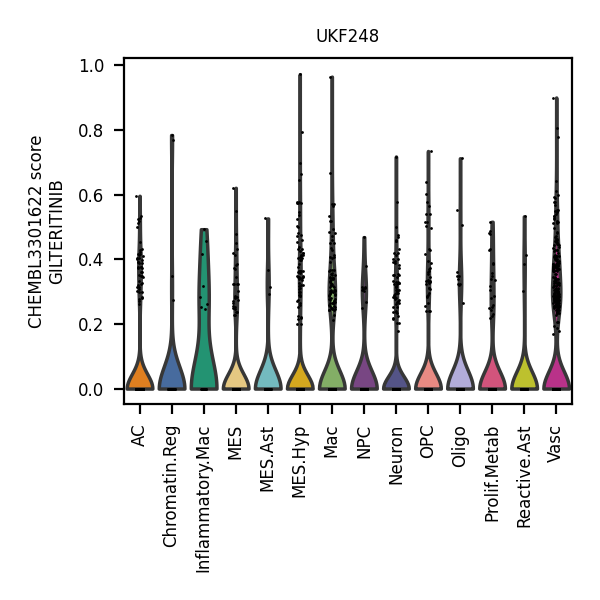 UKF248
CHEMBL3301622 score
GILTERITINIB
1.0
0.8
0.6
0.4
0.2
0.0
AC
Chromatin.Reg
Inflammatory.Mac
MES
MES.Ast
MES.Hyp
Mac
NPC
Neuron
OPC
Oligo
Prolif.Metab
Reactive.Ast
Vasc